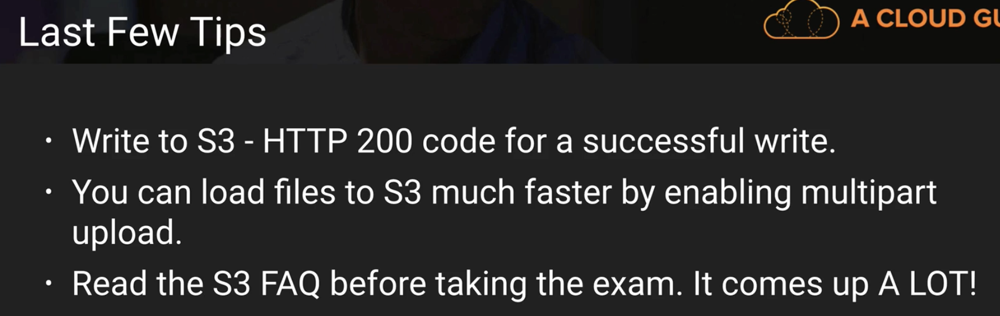 Last Few Tips
A CLOUD GU
• Write to S3 - HTTP 200 code for a successful write.
• You can load files to S3 much faster by enabling multipart
upload.
• Read the S3 FAQ before taking the exam. It comes up A LOT!